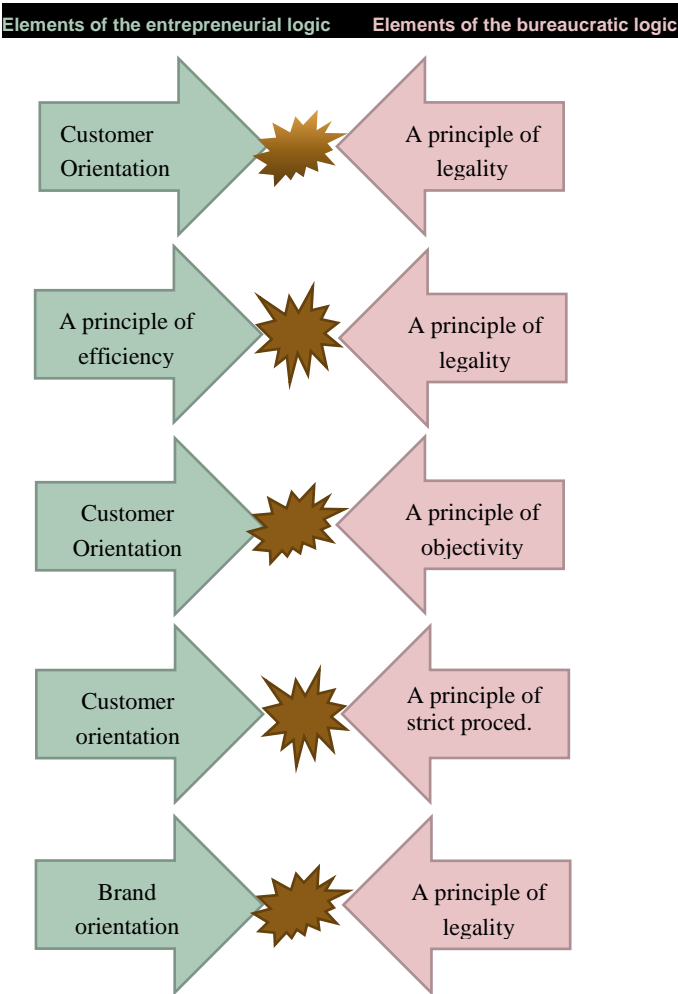 Elements of the entrepreneurial logic
Elements of the bureaucratic logic
Customer
Orientation
A principle of
legality
A principle of
efficiency
A principle of
legality
Customer
Orientation
A principle of
objectivity
Customer
orientation
A principle of
strict proced.
Brand
orientation
A principle of
legality